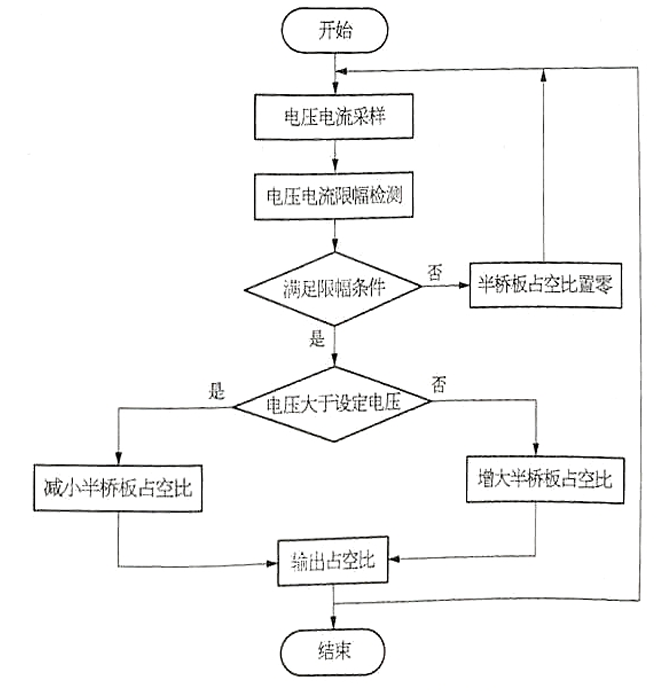 开始
电压电流采样
电压电流限幅检测
满足限幅条件
否
半桥板占空比置零
是
电压大于设定电压
是
否
减小半桥板占空比
增大半桥板占空比
输出占空比
结束